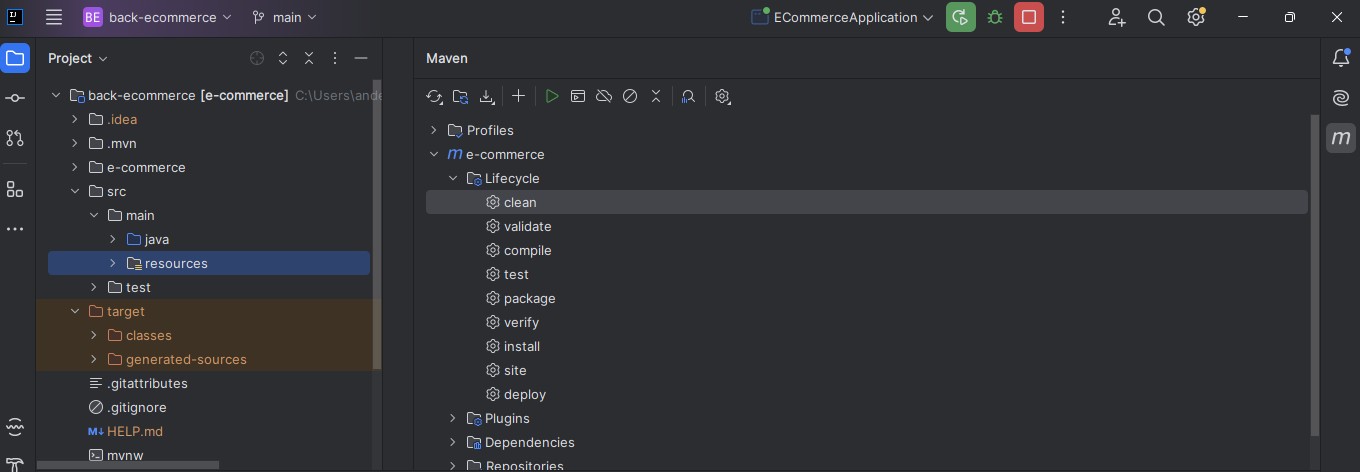 BE back-ecommerce main ECommerceApplication
Project
back-ecommerce [e-commerce] C:\Users\ande
.idea
.mvn
e-commerce
src
main
java
resources
test
target
classes
generated-sources
.gitattributes
.gitignore
M↓ HELP.md
mvnw
Maven
Profiles
m e-commerce
Lifecycle
clean
validate
compile
test
package
verify
install
site
deploy
Plugins
Dependencies
Repositories
m